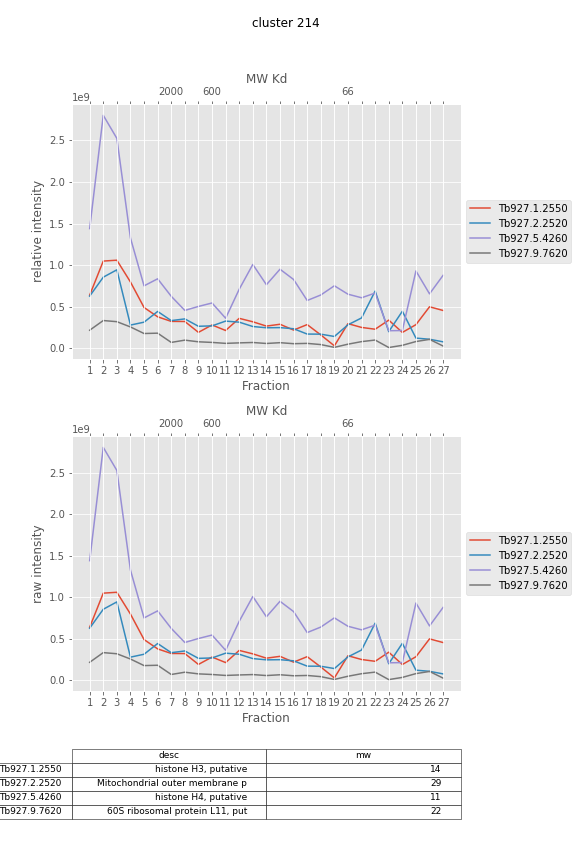 cluster 214
MW Kd
1e9
2000 600 66
2.5
2.0
1.5
1.0
0.5
0.0
relative intensity
1 2 3 4 5 6 7 8 9 10 11 12 13 14 15 16 17 18 19 20 21 22 23 24 25 26 27
Fraction
Tb927.1.2550
Tb927.2.2520
Tb927.5.4260
Tb927.9.7620
MW Kd
1e9
2000 600 66
2.5
2.0
1.5
1.0
0.5
0.0
raw intensity
1 2 3 4 5 6 7 8 9 10 11 12 13 14 15 16 17 18 19 20 21 22 23 24 25 26 27
Fraction
Tb927.1.2550
Tb927.2.2520
Tb927.5.4260
Tb927.9.7620
desc mw
Tb927.1.2550 histone H3, putative 14
Tb927.2.2520 Mitochondrial outer membrane p 29
Tb927.5.4260 histone H4, putative 11
Tb927.9.7620 60S ribosomal protein L11, put 22